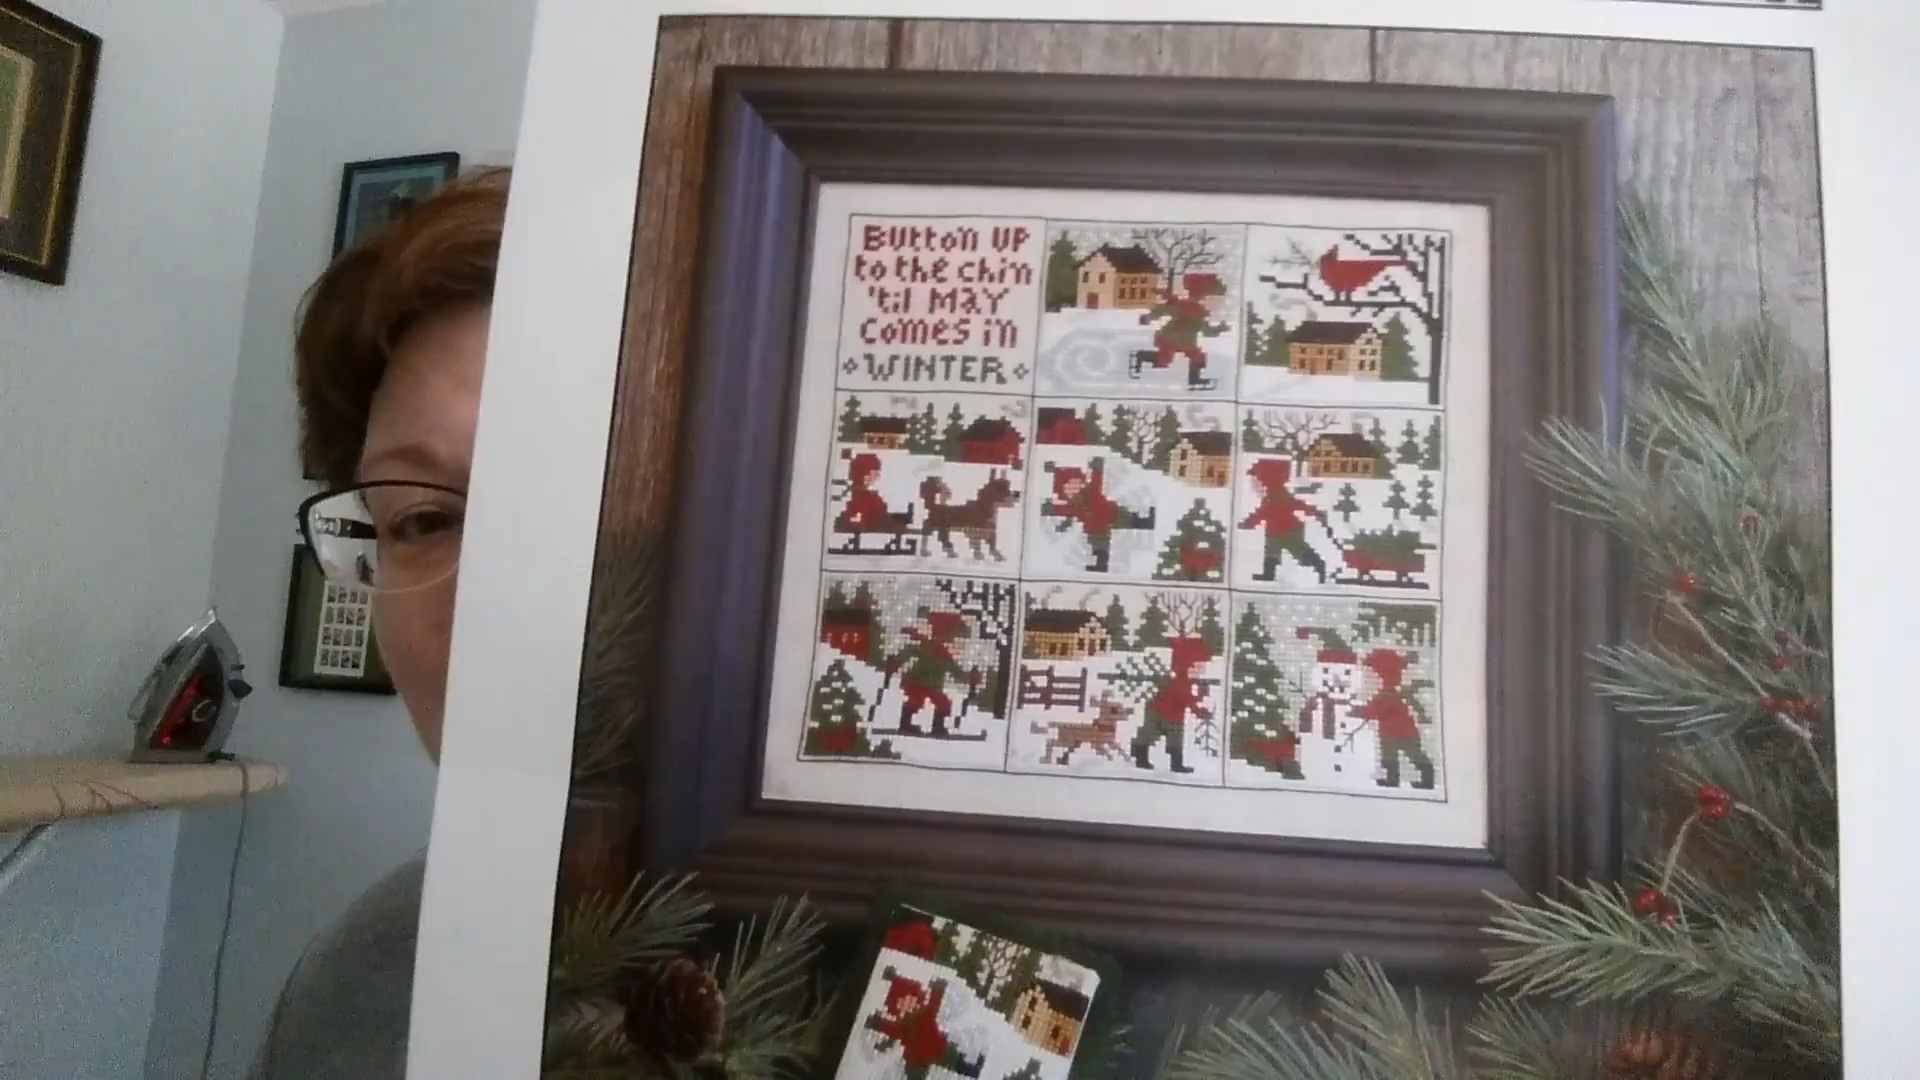 Button UP
to the chin
'til MAY
comes in
WINTER